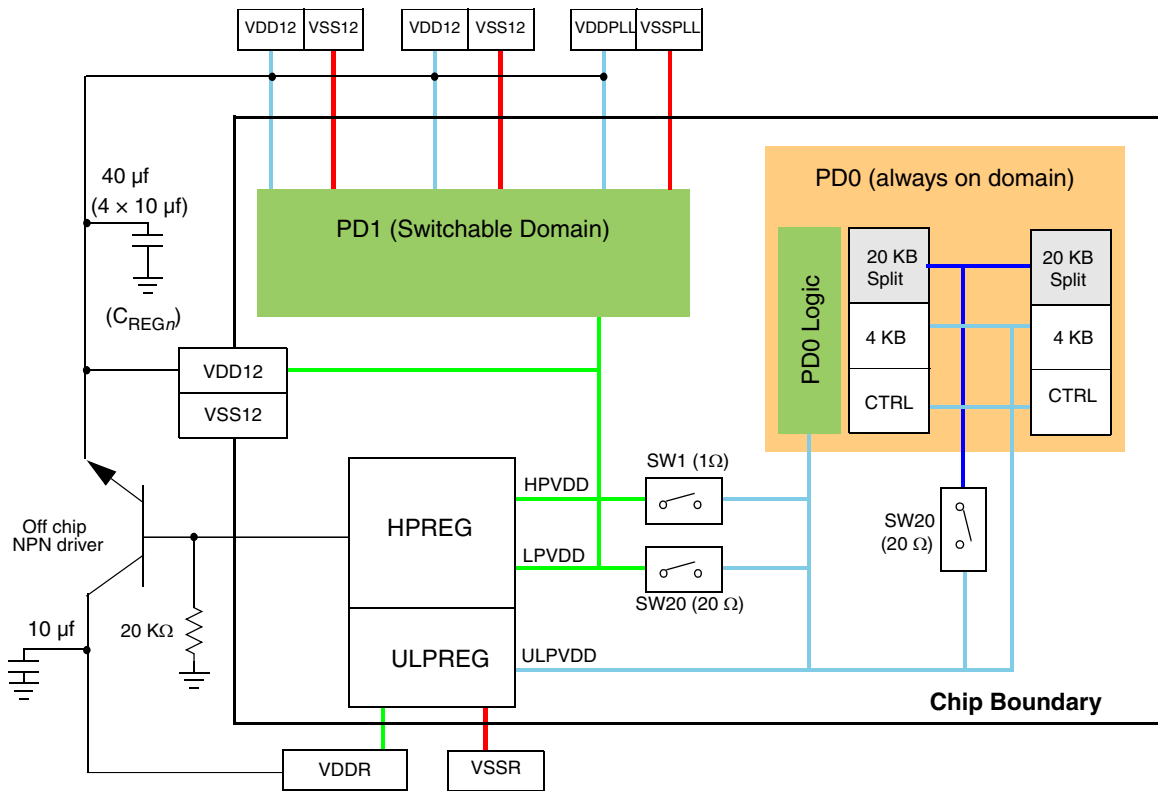 VDD12 VSS12 VDD12 VSS12 VDDPLL VSSPLL
40 µf
(4 × 10 µf)
(CREGn)
PD1 (Switchable Domain)
PD0 (always on domain)
PD0 Logic
20 KB
Split
4 KB
CTRL
20 KB
Split
4 KB
CTRL
VDD12
VSS12
Off chip
NPN driver
10 µf
20 KΩ
HPREG
ULPREG
HPVDD
LPVDD
ULPVDD
SW1 (1Ω)
SW20 (20 Ω)
SW20
(20 Ω)
Chip Boundary
VDDR
VSSR